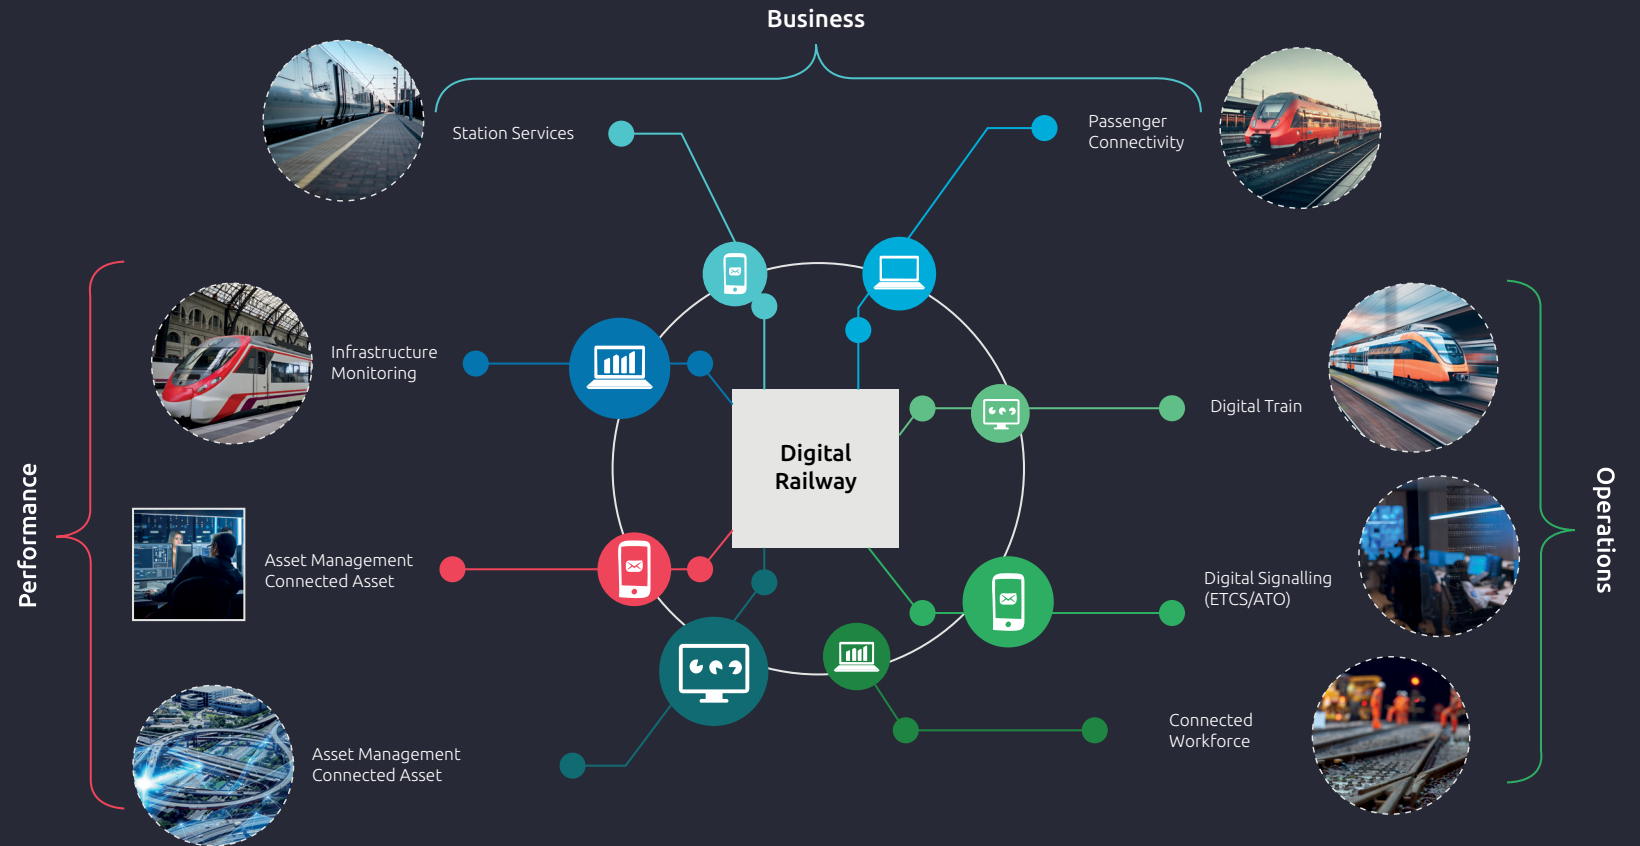 Business
Station Services
Passenger
Connectivity
Infrastructure
Monitoring
Digital Train
Digital
Railway
Performance
Operations
Asset Management
Connected Asset
Digital Signalling
(ETCS/ATO)
Connected
Workforce
Asset Management
Connected Asset